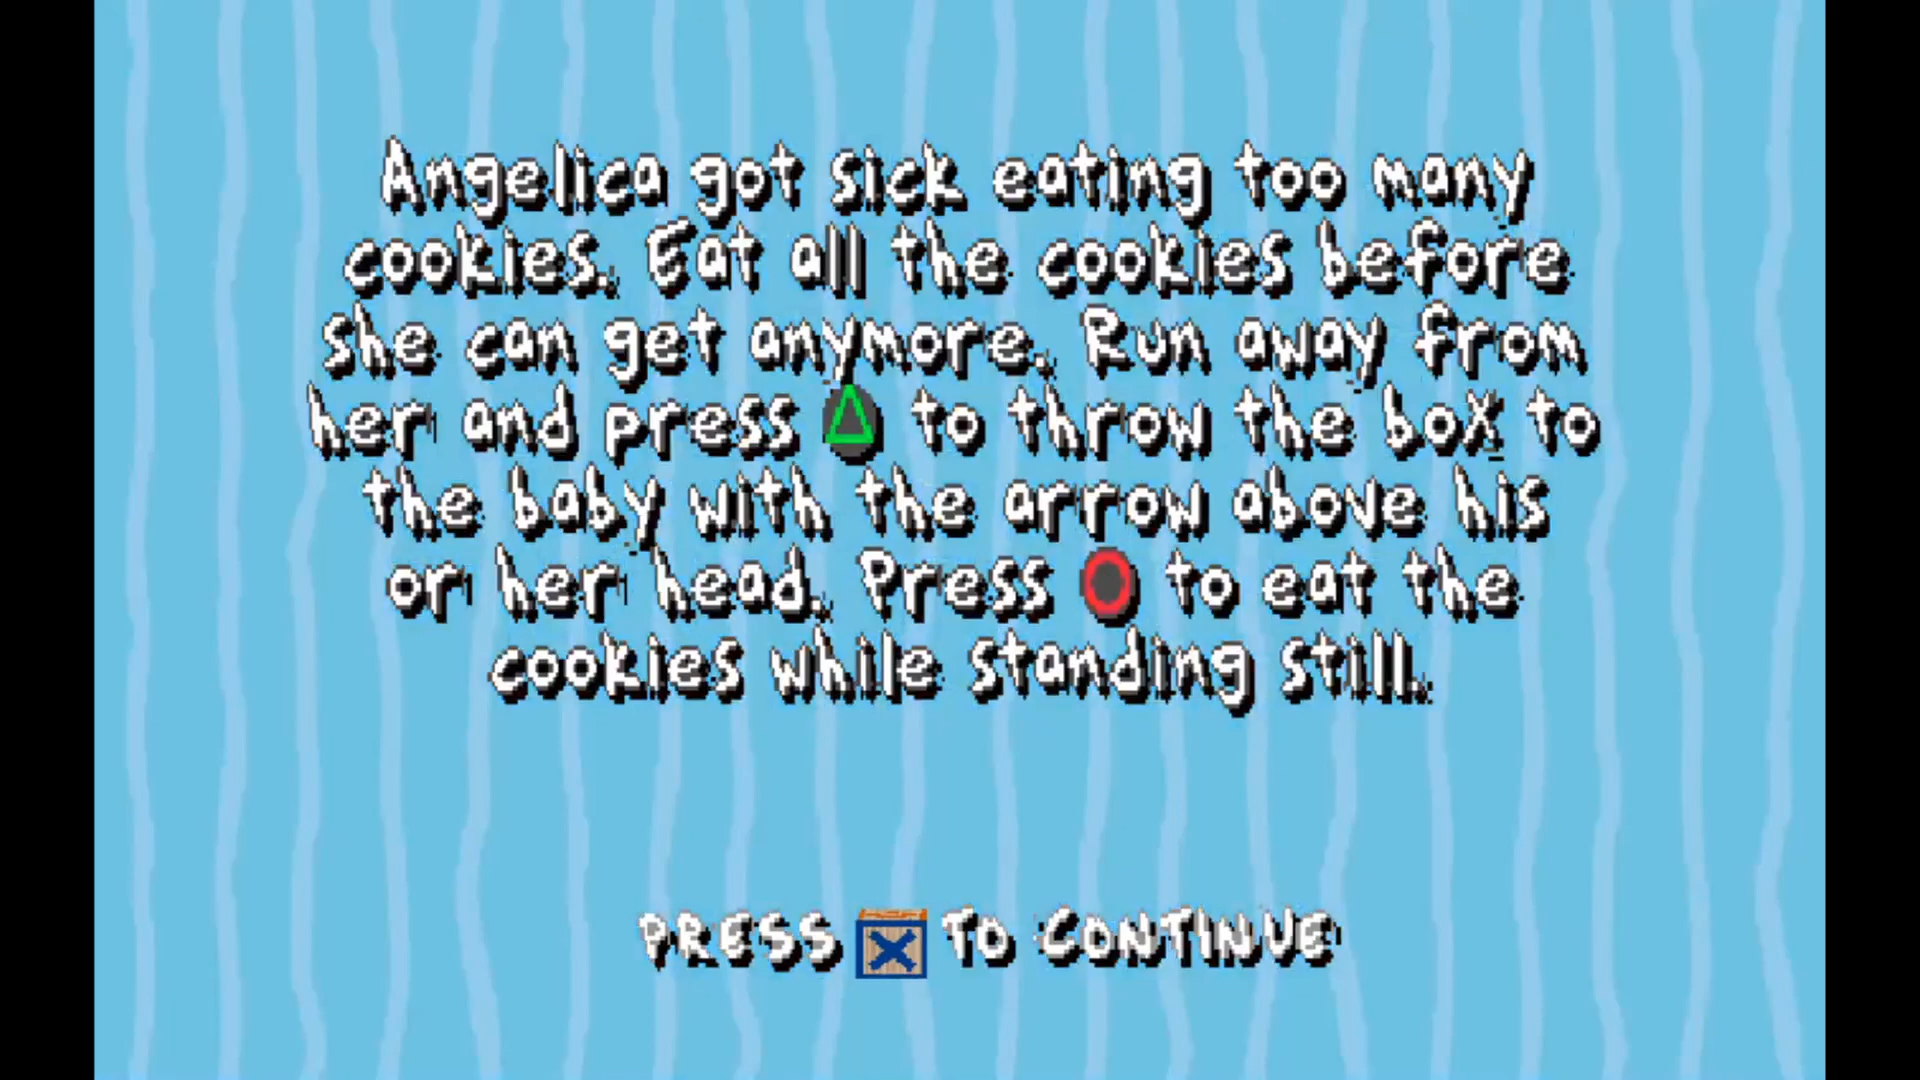 Angelica got sick eating too many
cookies. Eat all the cookies before
she can get anymore. Run away from
her and press △ to throw the box to
the baby with the arrow above his
or her head. Press ○ to eat the
cookies while standing still.
PRESS X TO CONTINUE